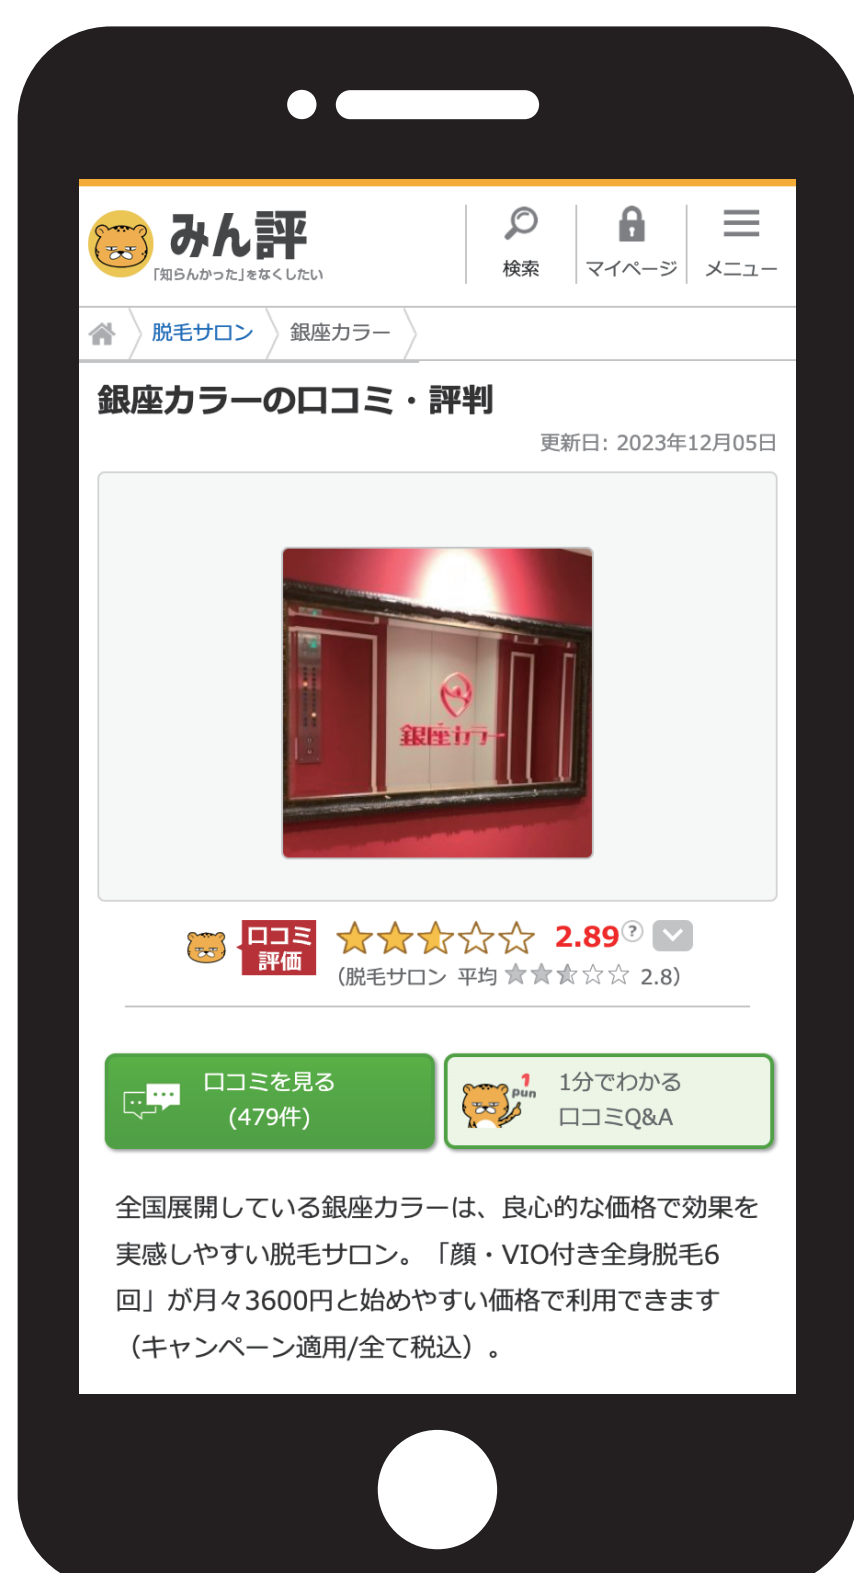 みん評
「知らんかった」をなくしたい
検索
マイページ
メニュー
脱毛サロン
銀座カラー
銀座カラーの口コミ・評判
更新日: 2023年12月05日
銀座カラー
口コミ
評価
2.89
?
(脱毛サロン 平均 2.8)
口コミを見る
(479件)
1
pun
1分でわかる
口コミQ&A
全国展開している銀座カラーは、良心的な価格で効果を
実感しやすい脱毛サロン。「顔・VIO付き全身脱毛6
回」が月々3600円と始めやすい価格で利用できます
（キャンペーン適用/全て税込）。